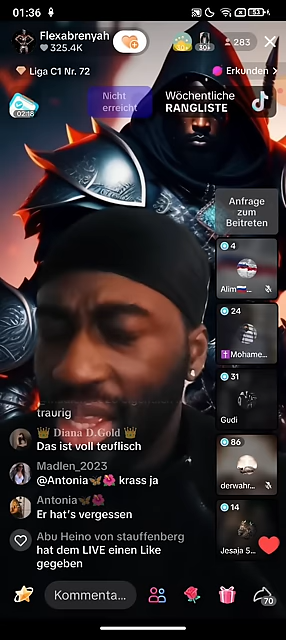 01:36
53
Flexabrenyah
325.4K
30+
283
Liga C1 Nr. 72
Erkunden
02:18
Nicht
erreicht
Wöchentliche
RANGLISTE
Anfrage
zum
Beitreten
4
Alim🇷🇺...
24
✝️Mohame...
31
Gudi
86
derwahr...
14
Jesaja 5...
traurig
👑 Diana D.Gold 👑
Das ist voll teuflisch
Madlen_2023
@Antonia🦋🌺 krass ja
Antonia🦋🌺
Er hat's vergessen
Abu Heino von stauffenberg
hat dem LIVE einen Like
gegeben
Kommenta...
70